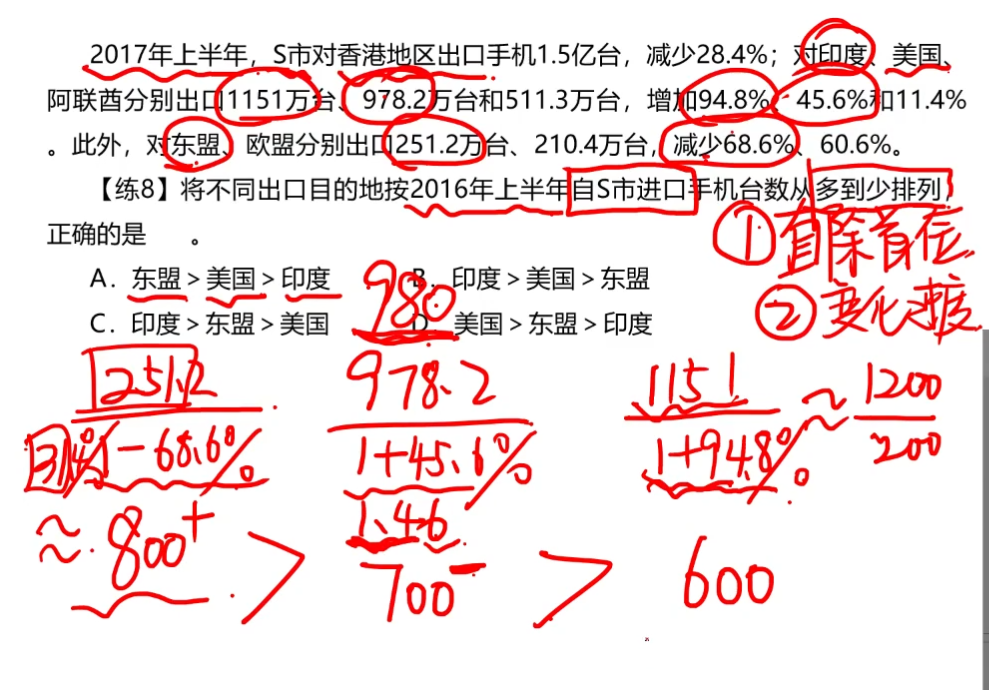 2017年上半年，S市对香港地区出口手机1.5亿台，减少28.4%；对印度、美国、
阿联酋分别出口1151万台、978.2万台和511.3万台，增加94.8%、45.6%和11.4%
。此外，对东盟、欧盟分别出口251.2万台、210.4万台，减少68.6%、60.6%。
【练8】将不同出口目的地按2016年上半年自S市进口手机台数从多到少排列，
正确的是 。
① 直除首位
A．东盟＞美国＞印度 B．印度＞美国＞东盟
② 变化速度
C．印度＞东盟＞美国 D．美国＞东盟＞印度
980
251.2 978.2 1151 ≈ 1200
1-68.6% 1+45.6% 1+94.8% 200
1.46
≈ 800+ > 700- > 600